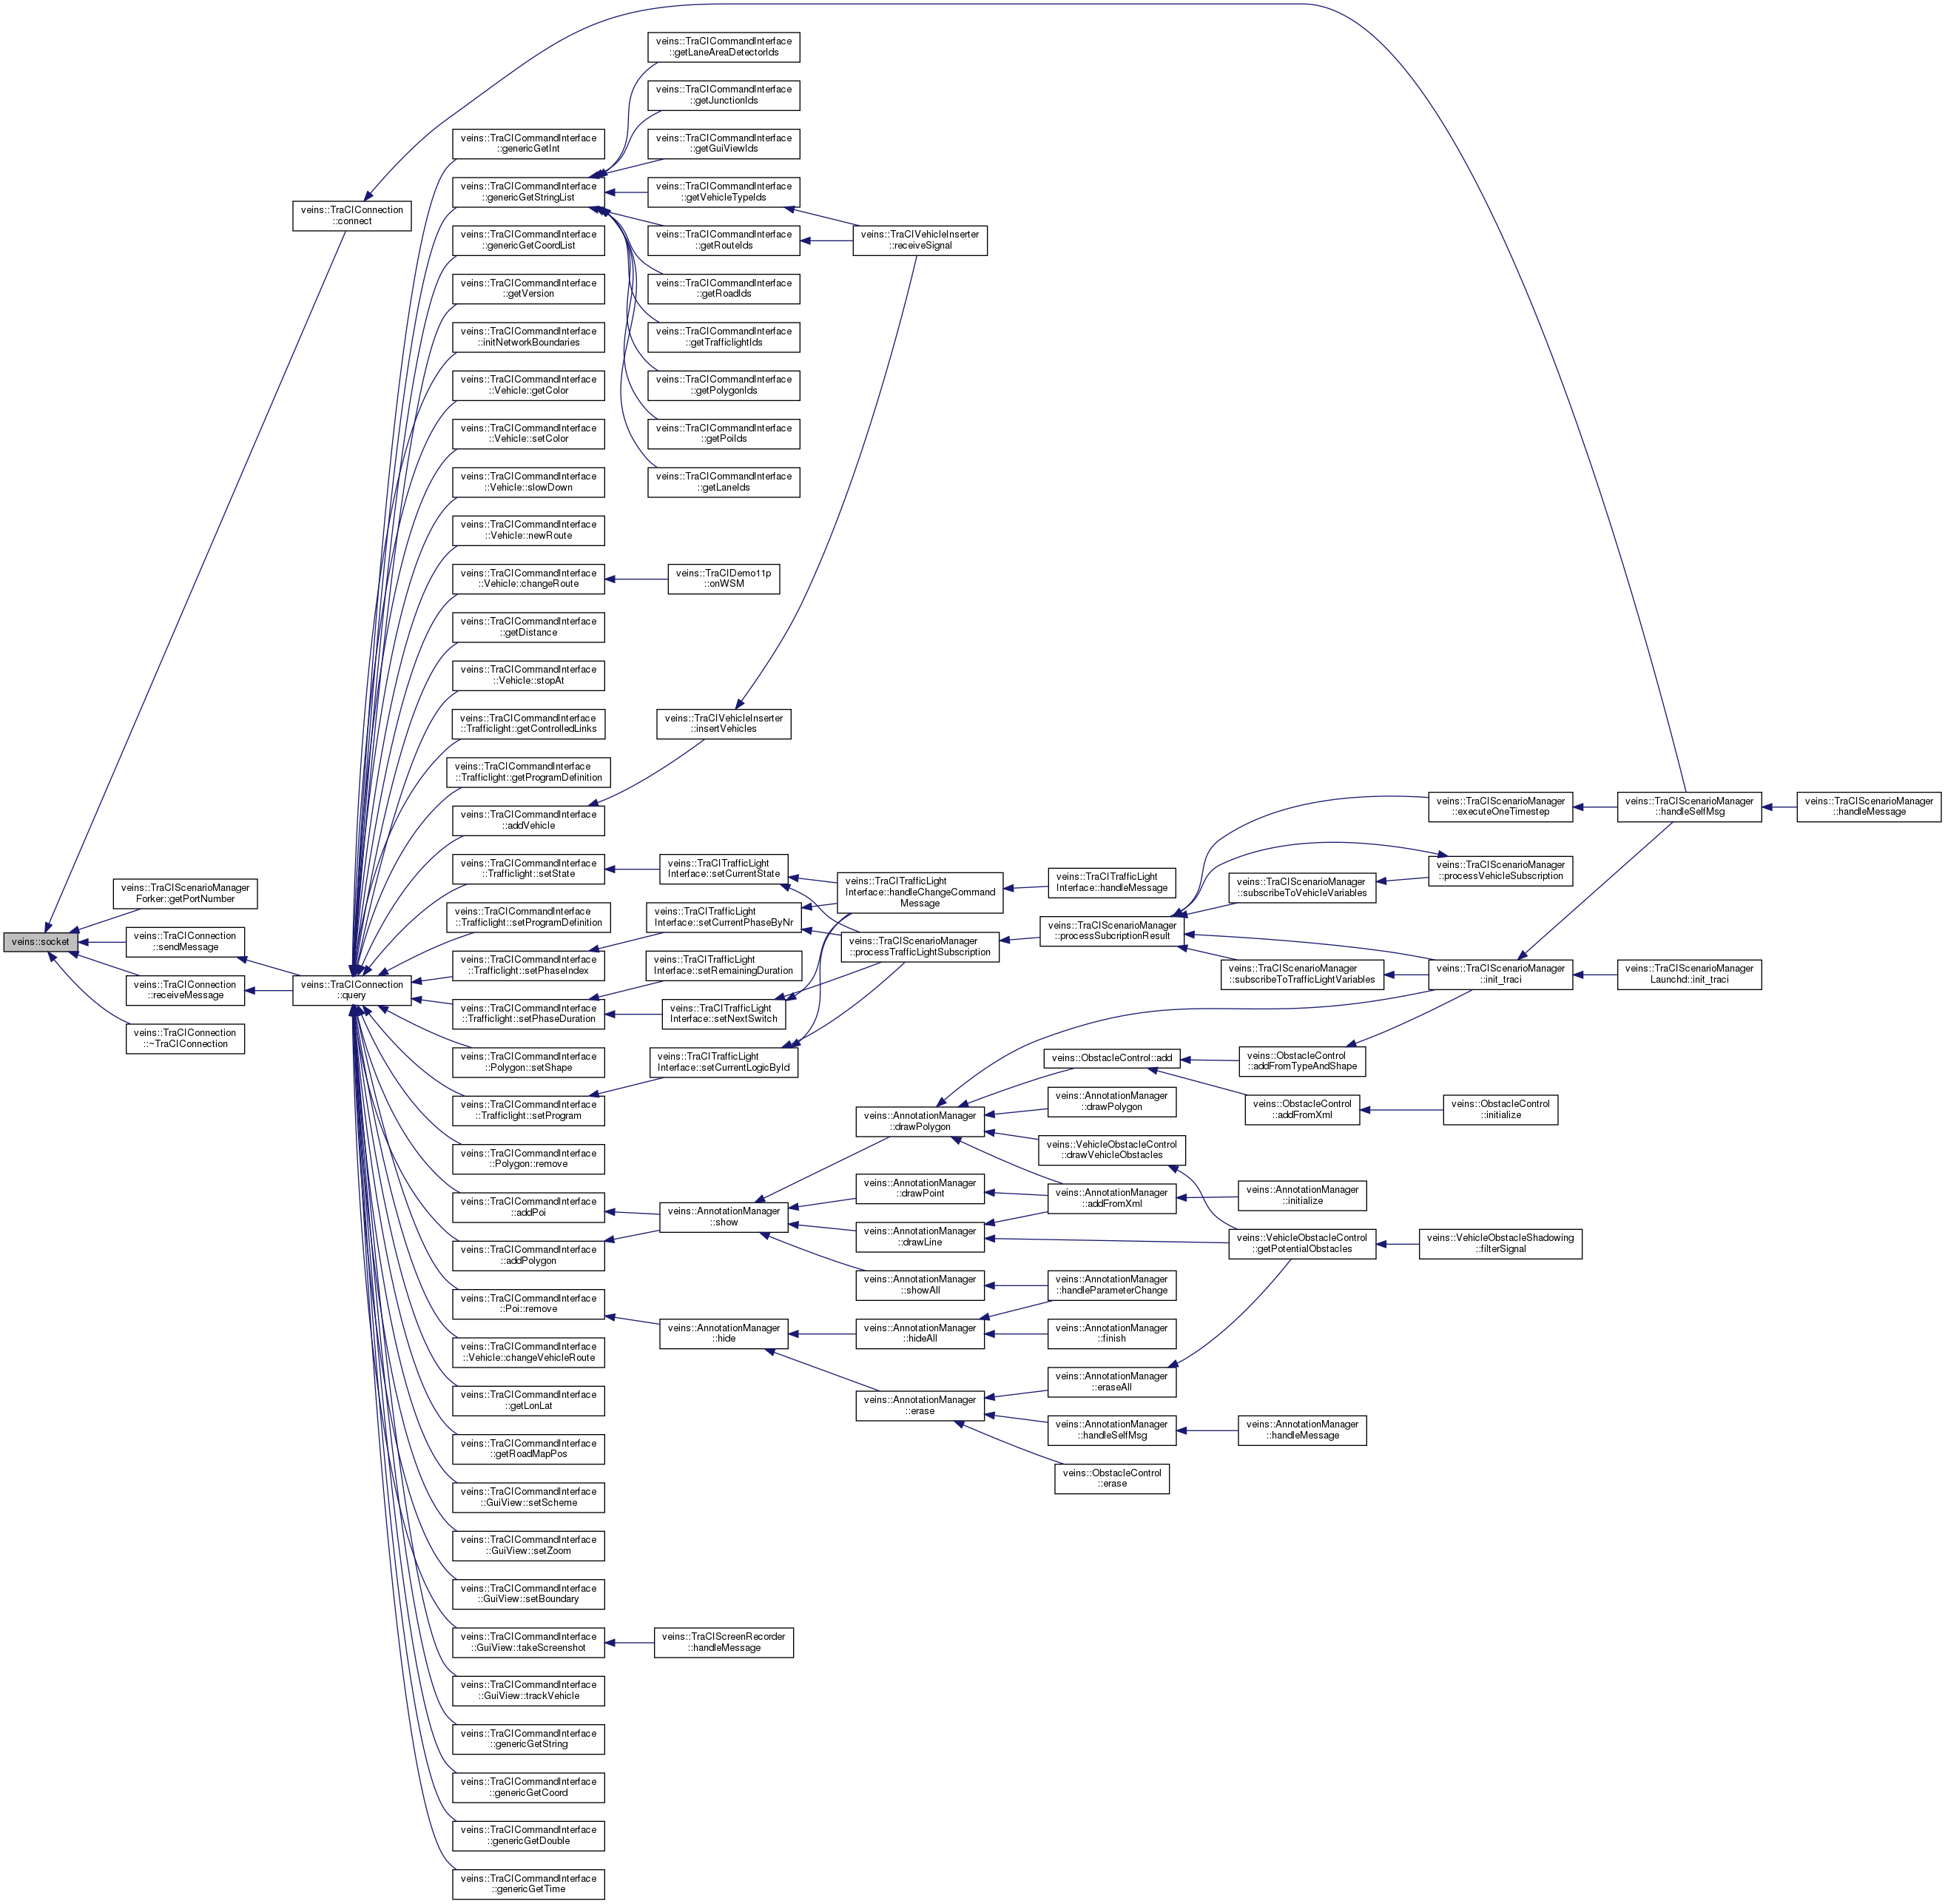 veins::socket
veins::TraCIConnection
::connect
veins::TraCIScenarioManager
Forker::getPortNumber
veins::TraCIConnection
::sendMessage
veins::TraCIConnection
::receiveMessage
veins::TraCIConnection
::~TraCIConnection
veins::TraCIConnection
::query
veins::TraCICommandInterface
::genericGetInt
veins::TraCICommandInterface
::genericGetStringList
veins::TraCICommandInterface
::genericGetCoordList
veins::TraCICommandInterface
::getVersion
veins::TraCICommandInterface
::initNetworkBoundaries
veins::TraCICommandInterface
::Vehicle::getColor
veins::TraCICommandInterface
::Vehicle::setColor
veins::TraCICommandInterface
::Vehicle::slowDown
veins::TraCICommandInterface
::Vehicle::newRoute
veins::TraCICommandInterface
::Vehicle::changeRoute
veins::TraCICommandInterface
::getDistance
veins::TraCICommandInterface
::Vehicle::stopAt
veins::TraCICommandInterface
::Trafficlight::getControlledLinks
veins::TraCICommandInterface
::Trafficlight::getProgramDefinition
veins::TraCICommandInterface
::addVehicle
veins::TraCICommandInterface
::Trafficlight::setState
veins::TraCICommandInterface
::Trafficlight::setProgramDefinition
veins::TraCICommandInterface
::Trafficlight::setPhaseIndex
veins::TraCICommandInterface
::Trafficlight::setPhaseDuration
veins::TraCICommandInterface
::Polygon::setShape
veins::TraCICommandInterface
::Trafficlight::setProgram
veins::TraCICommandInterface
::Polygon::remove
veins::TraCICommandInterface
::addPoi
veins::TraCICommandInterface
::addPolygon
veins::TraCICommandInterface
::Poi::remove
veins::TraCICommandInterface
::Vehicle::changeVehicleRoute
veins::TraCICommandInterface
::getLonLat
veins::TraCICommandInterface
::getRoadMapPos
veins::TraCICommandInterface
::GuiView::setScheme
veins::TraCICommandInterface
::GuiView::setZoom
veins::TraCICommandInterface
::GuiView::setBoundary
veins::TraCICommandInterface
::GuiView::takeScreenshot
veins::TraCICommandInterface
::GuiView::trackVehicle
veins::TraCICommandInterface
::genericGetString
veins::TraCICommandInterface
::genericGetCoord
veins::TraCICommandInterface
::genericGetDouble
veins::TraCICommandInterface
::genericGetTime
veins::TraCICommandInterface
::getLaneAreaDetectorIds
veins::TraCICommandInterface
::getJunctionIds
veins::TraCICommandInterface
::getGuiViewIds
veins::TraCICommandInterface
::getVehicleTypeIds
veins::TraCICommandInterface
::getRouteIds
veins::TraCICommandInterface
::getRoadIds
veins::TraCICommandInterface
::getTrafficlightIds
veins::TraCICommandInterface
::getPolygonIds
veins::TraCICommandInterface
::getPoiIds
veins::TraCICommandInterface
::getLaneIds
veins::TraCIDemo11p
::onWSM
veins::TraCIVehicleInserter
::insertVehicles
veins::TraCITrafficLight
Interface::setCurrentState
veins::TraCITrafficLight
Interface::setCurrentPhaseByNr
veins::TraCITrafficLight
Interface::setRemainingDuration
veins::TraCITrafficLight
Interface::setNextSwitch
veins::TraCITrafficLight
Interface::setCurrentLogicById
veins::AnnotationManager
::show
veins::AnnotationManager
::hide
veins::TraCIScreenRecorder
::handleMessage
veins::TraCIVehicleInserter
::receiveSignal
veins::TraCITrafficLight
Interface::handleChangeCommand
Message
veins::TraCIScenarioManager
::processTrafficLightSubscription
veins::AnnotationManager
::drawPolygon
veins::AnnotationManager
::drawPoint
veins::AnnotationManager
::drawLine
veins::AnnotationManager
::showAll
veins::AnnotationManager
::hideAll
veins::AnnotationManager
::erase
veins::TraCITrafficLight
Interface::handleMessage
veins::TraCIScenarioManager
::processSubcriptionResult
veins::ObstacleControl::add
veins::AnnotationManager
::drawPolygon
veins::VehicleObstacleControl
::drawVehicleObstacles
veins::AnnotationManager
::addFromXml
veins::AnnotationManager
::handleParameterChange
veins::AnnotationManager
::finish
veins::AnnotationManager
::eraseAll
veins::AnnotationManager
::handleSelfMsg
veins::ObstacleControl
::erase
veins::TraCIScenarioManager
::subscribeToVehicleVariables
veins::TraCIScenarioManager
::subscribeToTrafficLightVariables
veins::ObstacleControl
::addFromTypeAndShape
veins::ObstacleControl
::addFromXml
veins::AnnotationManager
::initialize
veins::VehicleObstacleControl
::getPotentialObstacles
veins::AnnotationManager
::handleMessage
veins::TraCIScenarioManager
::executeOneTimestep
veins::TraCIScenarioManager
::processVehicleSubscription
veins::TraCIScenarioManager
::init_traci
veins::ObstacleControl
::initialize
veins::VehicleObstacleShadowing
::filterSignal
veins::TraCIScenarioManager
::handleSelfMsg
veins::TraCIScenarioManager
Launchd::init_traci
veins::TraCIScenarioManager
::handleMessage